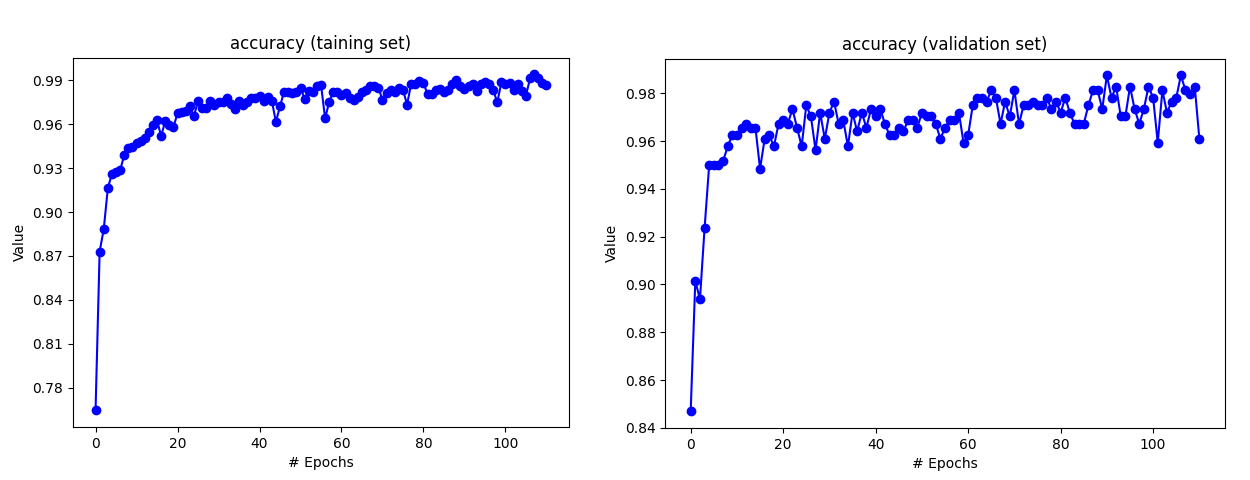 accuracy (taining set)
0.99
0.96
0.93
0.90
0.87
0.84
0.81
0.78
Value
0 20 40 60 80 100
# Epochs
accuracy (validation set)
0.98
0.96
0.94
0.92
0.90
0.88
0.86
0.84
Value
0 20 40 60 80 100
# Epochs